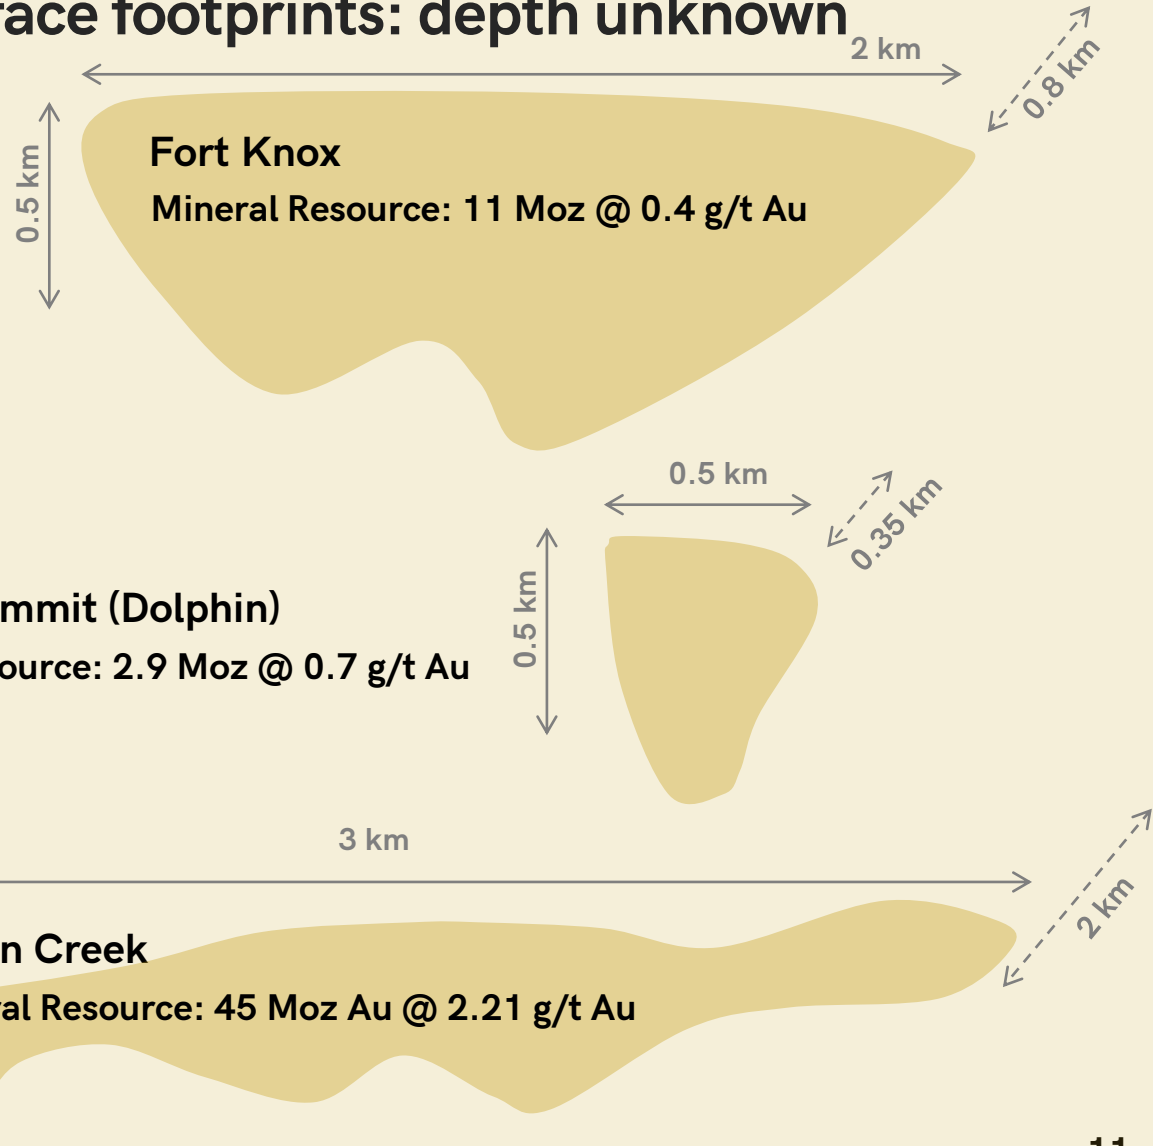 face footprints: depth unknown
2 km
0.8 km
0.5 km
Fort Knox
Mineral Resource: 11 Moz @ 0.4 g/t Au
0.5 km
0.35 km
0.5 km
mmit (Dolphin)
ource: 2.9 Moz @ 0.7 g/t Au
3 km
2 km
n Creek
al Resource: 45 Moz Au @ 2.21 g/t Au
11